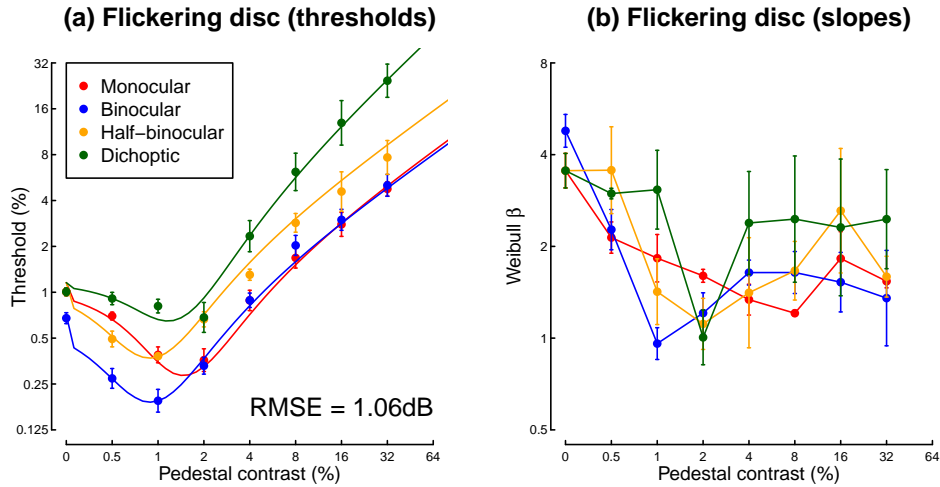 (a) Flickering disc (thresholds)
Threshold (%)
32
16
8
4
2
1
0.5
0.25
0.125
Monocular
Binocular
Half−binocular
Dichoptic
RMSE = 1.06dB
0 0.5 1 2 4 8 16 32 64
Pedestal contrast (%)
(b) Flickering disc (slopes)
Weibull β
8
4
2
1
0.5
0 0.5 1 2 4 8 16 32 64
Pedestal contrast (%)